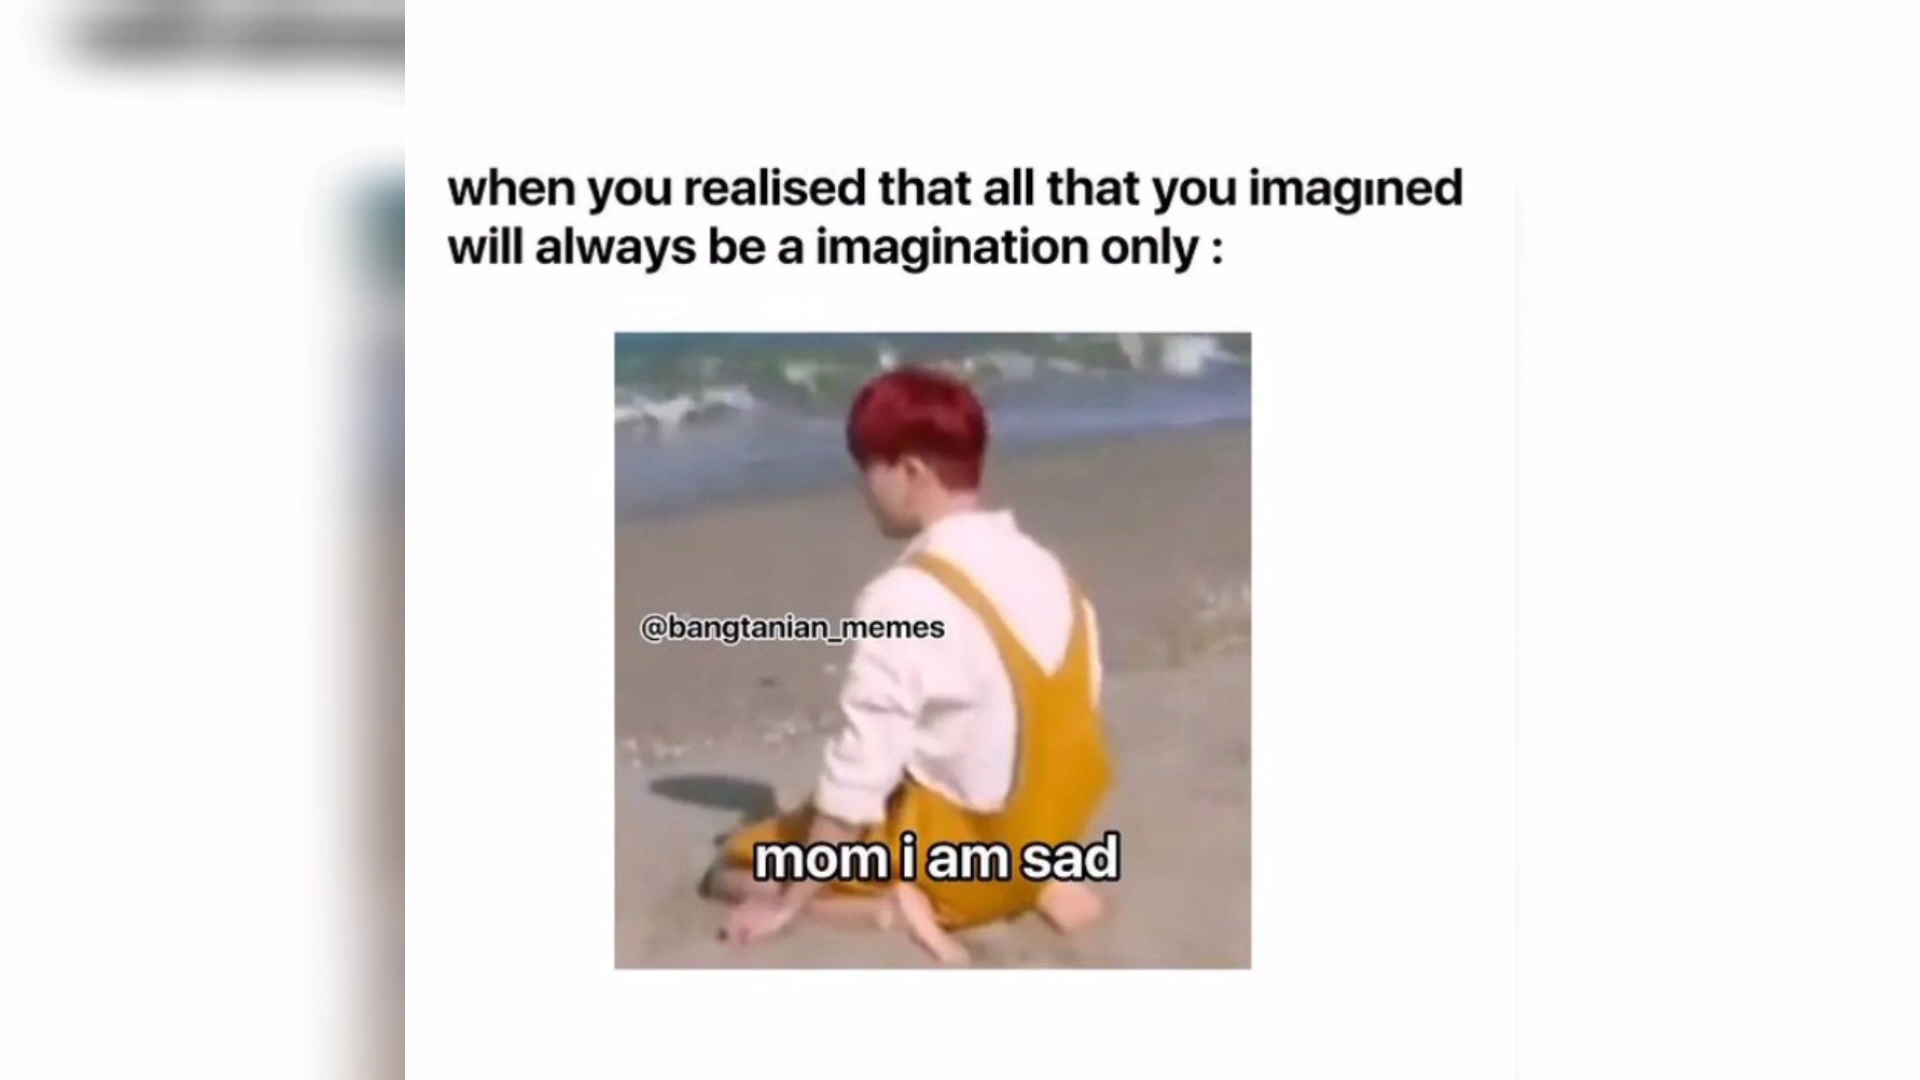 when you realised that all that you imagined
will always be a imagination only :
@bangtanian_memes
mom i am sad